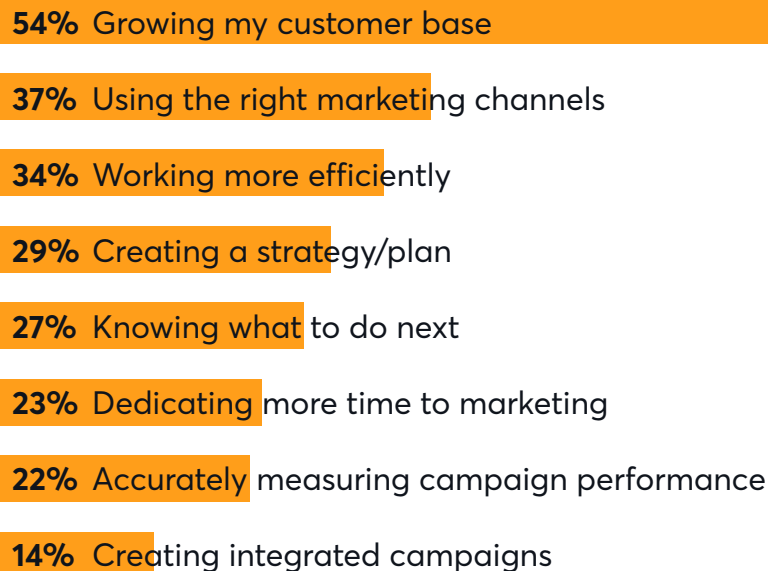 54% Growing my customer base
37% Using the right marketing channels
34% Working more efficiently
29% Creating a strategy/plan
27% Knowing what to do next
23% Dedicating more time to marketing
22% Accurately measuring campaign performance
14% Creating integrated campaigns